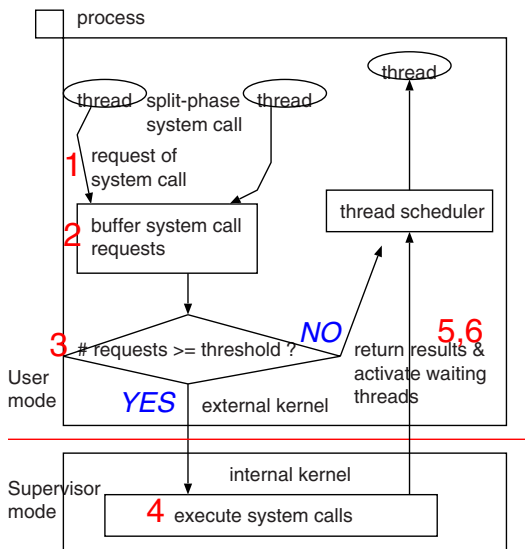 process
thread
thread split-phase thread
system call
1 request of
system call
2 buffer system call
requests
thread scheduler
3 # requests >= threshold ?
NO
5,6
return results &
activate waiting
threads
YES
external kernel
User
mode
internal kernel
Supervisor
mode
4 execute system calls